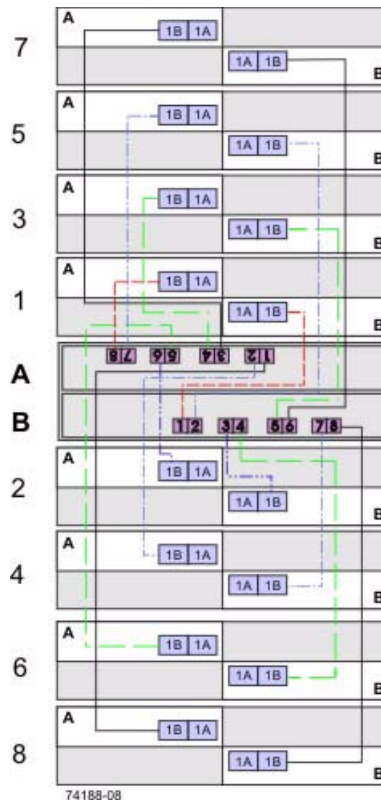 A 1B 1A
7 1A 1B
B
A 1B 1A
5 1A 1B
B
A 1B 1A
3 1A 1B
B
A 1B 1A
1 1A 1B
B
A 8 7 6 5 4 3 2 1
B 1 2 3 4 5 6 7 8
A 1B 1A
2 1A 1B
B
A 1B 1A
4 1A 1B
B
A 1B 1A
6 1A 1B
B
A 1B 1A
8 1A 1B
B
74188-08